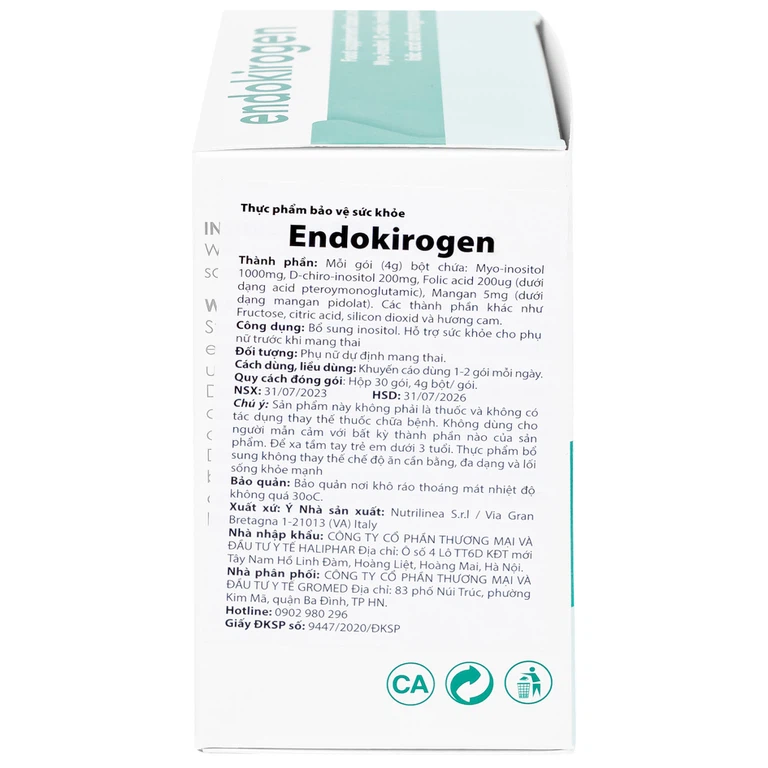 endokirogen
Thực phẩm bảo vệ sức khỏe
Endokirogen
Thành phần: Mỗi gói (4g) bột chứa: Myo-inositol
1000mg, D-chiro-inositol 200mg, Folic acid 200ug (dưới
dạng acid pteroymonoglutamic), Mangan 5mg (dưới
dạng mangan pidolat). Các thành phần khác như
Fructose, citric acid, silicon dioxid và hương cam.
Công dụng: Bổ sung inositol. Hỗ trợ sức khỏe cho phụ
nữ trước khi mang thai
Đối tượng: Phụ nữ dự định mang thai.
Cách dùng, liều dùng: Khuyến cáo dùng 1-2 gói mỗi ngày.
Quy cách đóng gói: Hộp 30 gói, 4g bột/ gói.
NSX: 31/07/2023 HSD: 31/07/2026
Chú ý: Sản phẩm này không phải là thuốc và không có
tác dụng thay thế thuốc chữa bệnh. Không dùng cho
người mẫn cảm với bất kỳ thành phần nào của sản
phẩm. Để xa tầm tay trẻ em dưới 3 tuổi. Thực phẩm bổ
sung không thay thế chế độ ăn cân bằng, đa dạng và lối
sống khỏe mạnh
Bảo quản: Bảo quản nơi khô ráo thoáng mát nhiệt độ
không quá 30oC.
Xuất xứ: Ý Nhà sản xuất: Nutrilinea S.r.l / Via Gran
Bretagna 1-21013 (VA) Italy
Nhà nhập khẩu: CÔNG TY CỔ PHẦN THƯƠNG MẠI VÀ
ĐẦU TƯ Y TẾ HALIPHAR Địa chỉ: Ô số 4 Lô TT6D KĐT mới
Tây Nam Hồ Linh Đàm, Hoàng Liệt, Hoàng Mai, Hà Nội.
Nhà phân phối: CÔNG TY CỔ PHẦN THƯƠNG MẠI VÀ
ĐẦU TƯ Y TẾ GROMED Địa chỉ: 83 phố Núi Trúc, phường
Kim Mã, quận Ba Đình, TP HN.
Hotline: 0902 980 296
Giấy ĐKSP số: 9447/2020/ĐKSP
CA